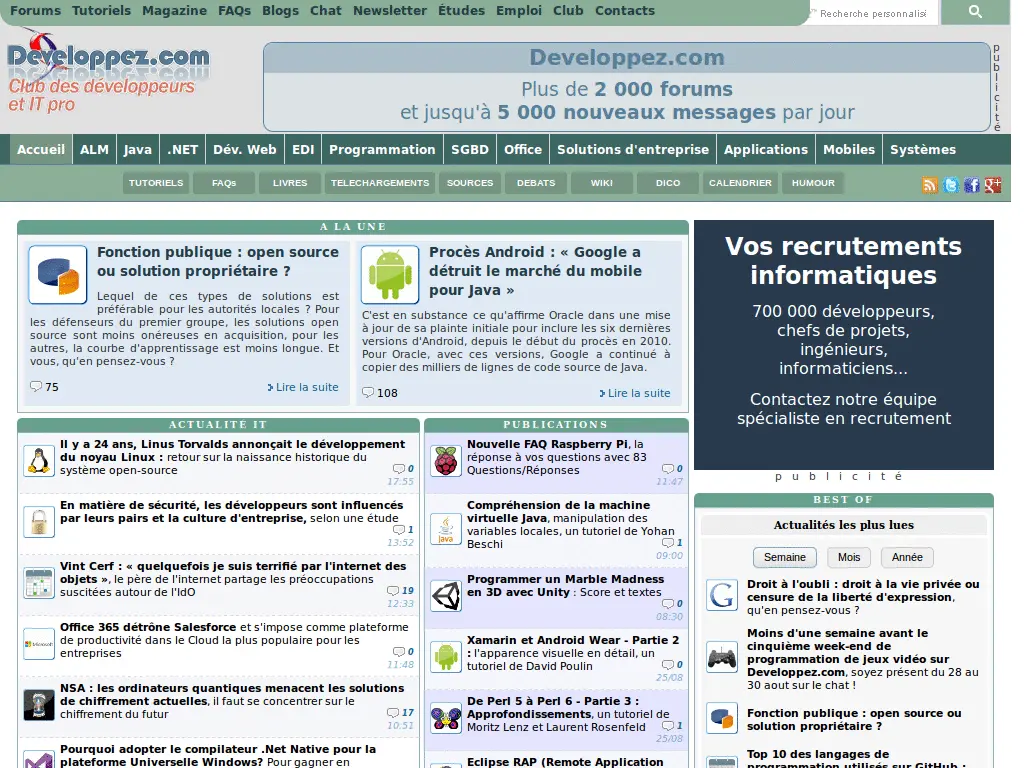 Forums Tutoriels Magazine FAQs Blogs Chat Newsletter Études Emploi Club Contacts
Recherche personnalisé
Developpez.com
Club des développeurs
et IT pro
Developpez.com
Plus de 2 000 forums
et jusqu'à 5 000 nouveaux messages par jour
publicité
Accueil ALM Java .NET Dév. Web EDI Programmation SGBD Office Solutions d'entreprise Applications Mobiles Systèmes
TUTORIELS FAQs LIVRES TELECHARGEMENTS SOURCES DEBATS WIKI DICO CALENDRIER HUMOUR
A LA UNE
Fonction publique : open source
ou solution propriétaire ?
Lequel de ces types de solutions est
préférable pour les autorités locales ? Pour
les défenseurs du premier groupe, les solutions open
source sont moins onéreuses en acquisition, pour les
autres, la courbe d'apprentissage est moins longue. Et
vous, qu'en pensez-vous ?
75
Lire la suite
Procès Android : « Google a
détruit le marché du mobile
pour Java »
C'est en substance ce qu'affirme Oracle dans une mise
à jour de sa plainte initiale pour inclure les six dernières
versions d'Android, depuis le début du procès en 2010.
Pour Oracle, avec ces versions, Google a continué à
copier des milliers de lignes de code source de Java.
108
Lire la suite
Vos recrutements
informatiques
700 000 développeurs,
chefs de projets,
ingénieurs,
informaticiens...
Contactez notre équipe
spécialiste en recrutement
publicité
ACTUALITÉ IT
Il y a 24 ans, Linus Torvalds annonçait le développement
du noyau Linux : retour sur la naissance historique du
système open-source
0
17:55
En matière de sécurité, les développeurs sont influencés
par leurs pairs et la culture d'entreprise, selon une étude
1
13:52
Vint Cerf : « quelquefois je suis terrifié par l'internet des
objets », le père de l'internet partage les préoccupations
suscitées autour de l'IdO
19
12:33
Microsoft
Office 365 détrône Salesforce et s'impose comme plateforme
de productivité dans le Cloud la plus populaire pour les
entreprises
0
11:48
NSA : les ordinateurs quantiques menacent les solutions
de chiffrement actuelles, il faut se concentrer sur le
chiffrement du futur
17
10:51
Pourquoi adopter le compilateur .Net Native pour la
plateforme Universelle Windows? Pour gagner en
PUBLICATIONS
Nouvelle FAQ Raspberry Pi, la
réponse à vos questions avec 83
Questions/Réponses
0
11:47
Java
Compréhension de la machine
virtuelle Java, manipulation des
variables locales, un tutoriel de Yohan
Beschi
1
09:00
Programmer un Marble Madness
en 3D avec Unity : Score et textes
0
08:30
Xamarin et Android Wear - Partie 2
: l'apparence visuelle en détail, un
tutoriel de David Poulin
0
25/08
De Perl 5 à Perl 6 - Partie 3 :
Approfondissements, un tutoriel de
Moritz Lenz et Laurent Rosenfeld
1
25/08
Eclipse RAP (Remote Application
BEST OF
Actualités les plus lues
Semaine Mois Année
Droit à l'oubli : droit à la vie privée ou
censure de la liberté d'expression,
qu'en pensez-vous ?
Moins d'une semaine avant le
cinquième week-end de
programmation de jeux vidéo sur
Developpez.com, soyez présent du 28 au
30 aout sur le chat !
Fonction publique : open source ou
solution propriétaire ?
Top 10 des langages de
programmation utilisés sur GitHub :